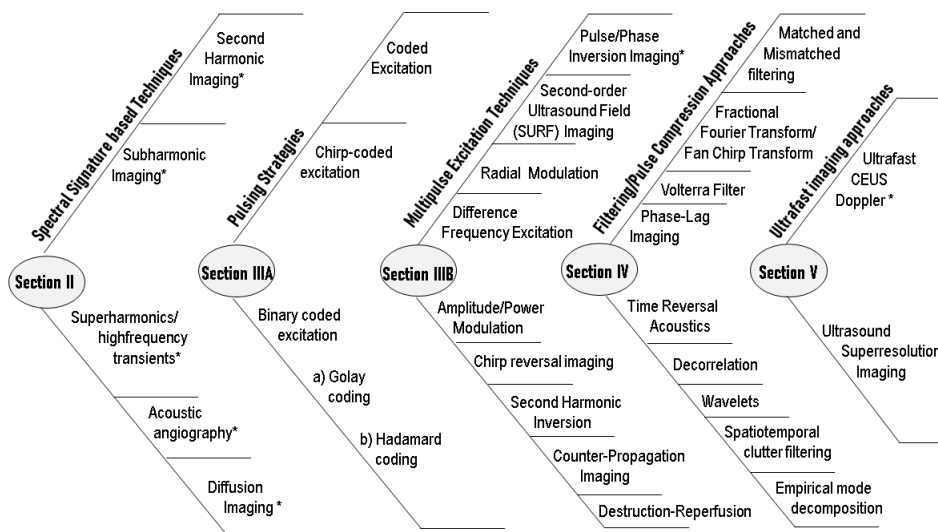 Spectral Signature based Techniques
Second
Harmonic
Imaging*
Subharmonic
Imaging*
Section II
Superharmonics/
highfrequency
transients*
Acoustic
angiography*
Diffusion
Imaging *
Pulsing Strategies
Coded
Excitation
Chirp-coded
excitation
Section IIIA
Binary coded
excitation
a) Golay
coding
b) Hadamard
coding
Multipulse Excitation Techniques
Pulse/Phase
Inversion Imaging*
Second-order
Ultrasound Field
(SURF) Imaging
Radial Modulation
Difference
Frequency Excitation
Section IIIB
Amplitude/Power
Modulation
Chirp reversal imaging
Second Harmonic
Inversion
Counter-Propagation
Imaging
Destruction-Reperfusion
Filtering/Pulse Compression Approaches
Matched and
Mismatched
filtering
Fractional
Fourier Transform/
Fan Chirp Transform
Volterra Filter
Phase-Lag
Imaging
Section IV
Time Reversal
Acoustics
Decorrelation
Wavelets
Spatiotemporal
clutter filtering
Empirical mode
decomposition
Ultrafast imaging approaches
Ultrafast
CEUS
Doppler *
Section V
Ultrasound
Superresolution
Imaging